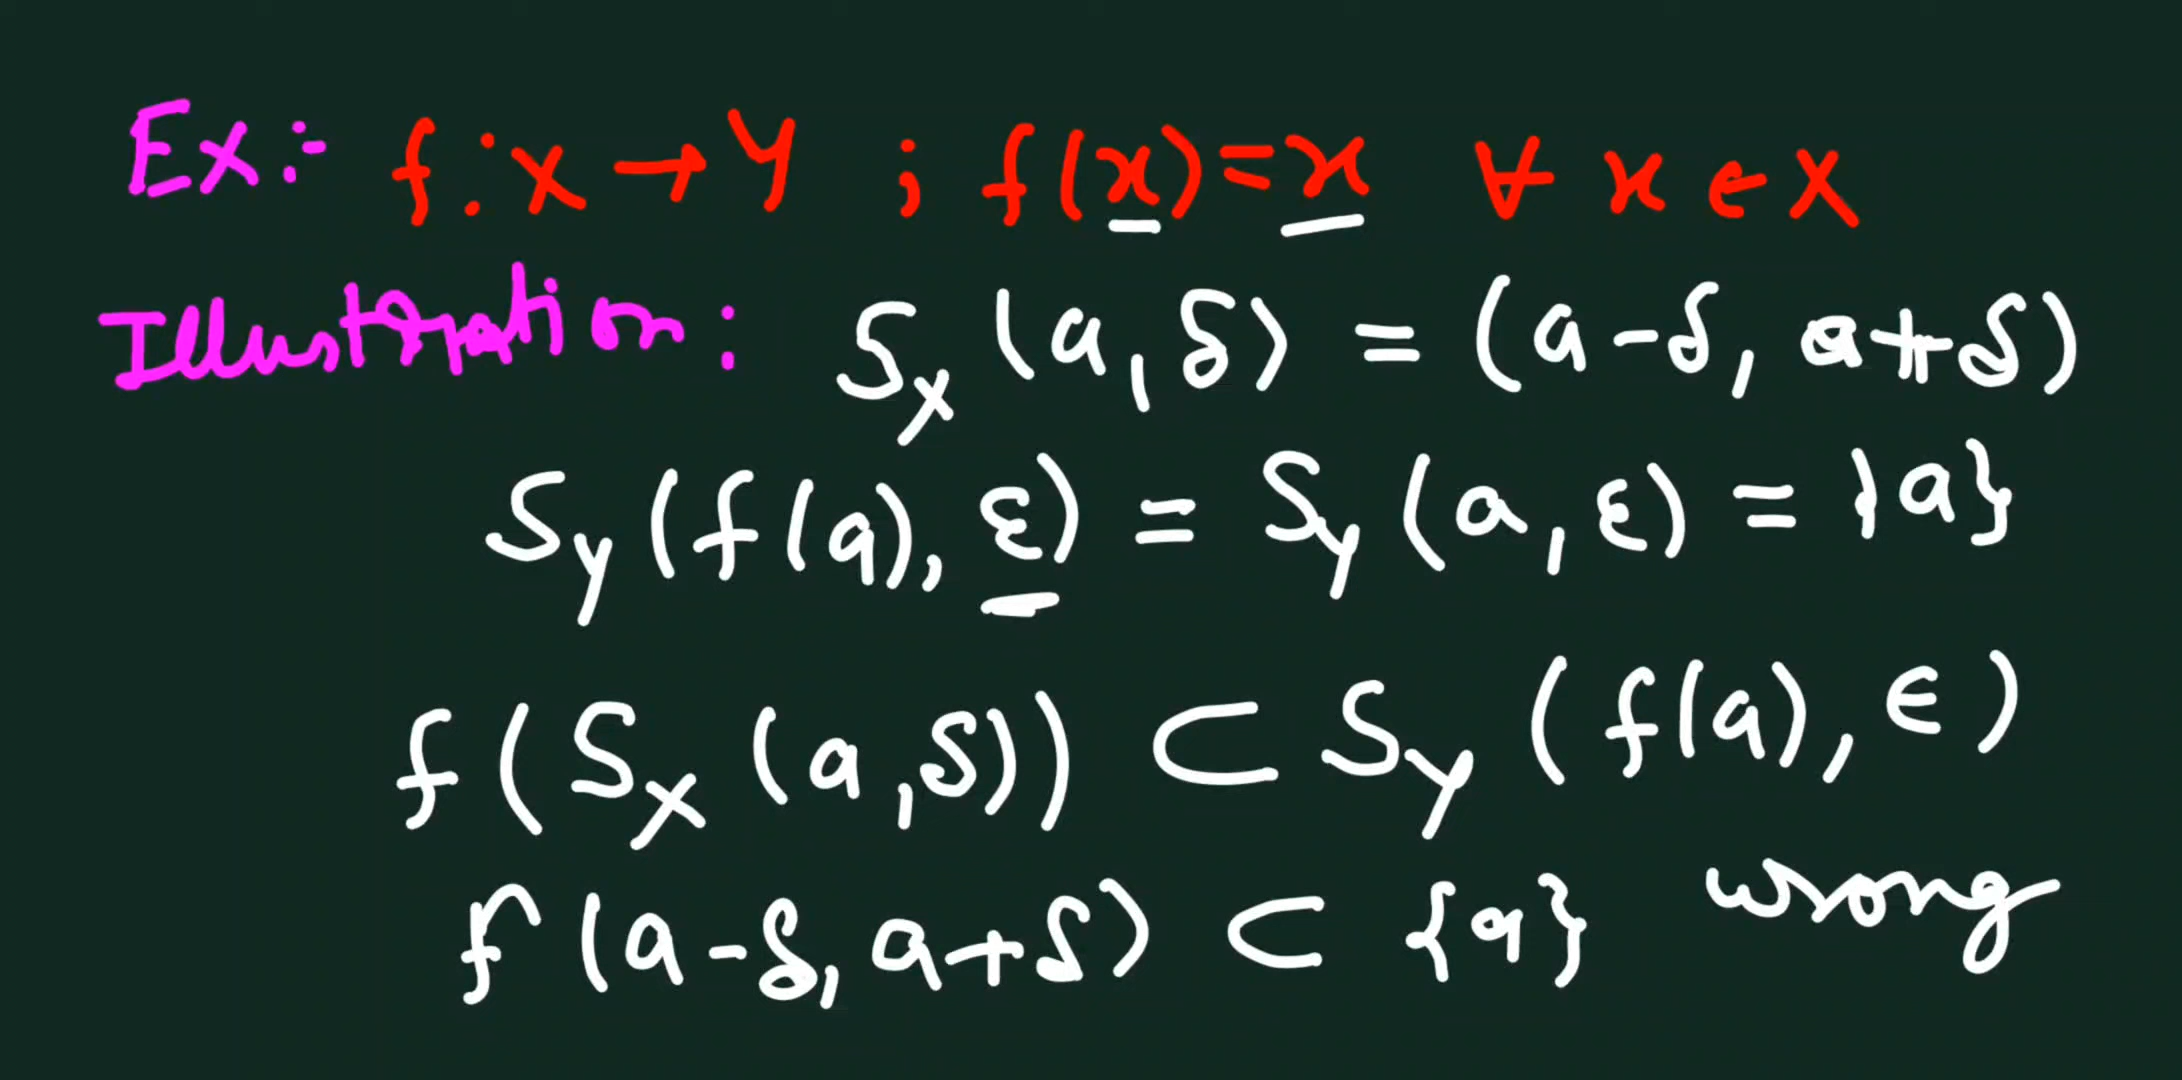 Ex:- f : X → Y ; f(x) = x ∀ x ∈ X
Illustration : S_X (a, δ) = (a-δ, a+δ)
S_Y (f(a), ε) = S_Y (a, ε) = {a}
f(S_X (a, δ)) ⊂ S_Y (f(a), ϵ)
f (a-δ, a+δ) ⊂ {a} wrong